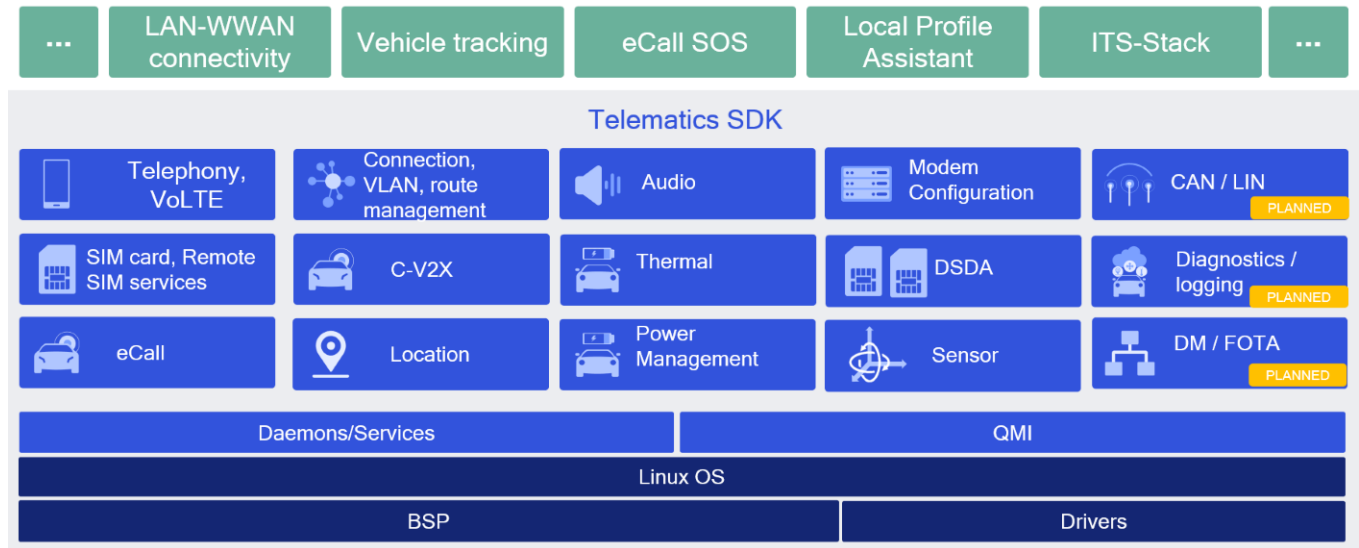 ...
LAN-WWAN
connectivity
Vehicle tracking
eCall SOS
Local Profile
Assistant
ITS-Stack
...
Telematics SDK
Telephony,
VoLTE
Connection,
VLAN, route
management
Audio
Modem
Configuration
CAN / LIN
PLANNED
SIM card, Remote
SIM services
C-V2X
Thermal
DSDA
Diagnostics /
logging
PLANNED
eCall
Location
Power
Management
Sensor
DM / FOTA
PLANNED
Daemons/Services
QMI
Linux OS
BSP
Drivers